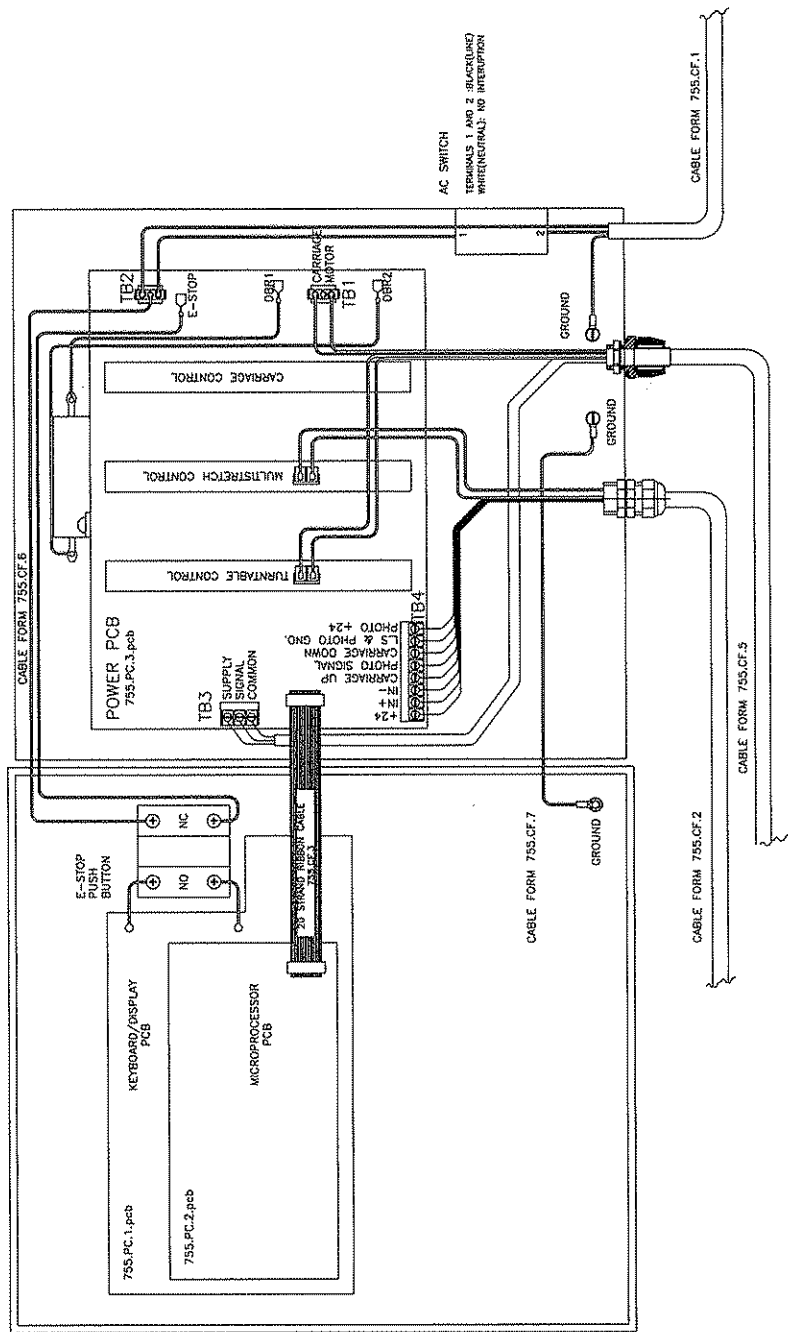 CABLE FORM 755.CF.1
AC SWITCH
TERMINALS 1 AND 2 :BLACK(LINE)
WHITE(NEUTRAL): NO INTERUPTION
1
2
TB2
E-STOP
DBR1
CARRIAGE
MOTOR
TB1
DBR2
GROUND
CARRIAGE CONTROL
MULTISTRETCH CONTROL
TURNTABLE CONTROL
GROUND
CABLE FORM 755.CF.6
POWER PCB
755.PC.3.pcb
TB3
SUPPLY
SIGNAL
COMMON
TB4
PHOTO +24
L.S & PHOTO GND.
CARRIAGE DOWN
PHOTO SIGNAL
CARRIAGE UP
IN-
IN+
+24
E-STOP
PUSH
BUTTON
NC
NO
20 STRAND RIBBON CABLE
755.CF.3
KEYBOARD/DISPLAY
PCB
755.PC.1.pcb
MICROPROCESSOR
PCB
755.PC.2.pcb
CABLE FORM 755.CF.7
GROUND
CABLE FORM 755.CF.2
CABLE FORM 755.CF.5